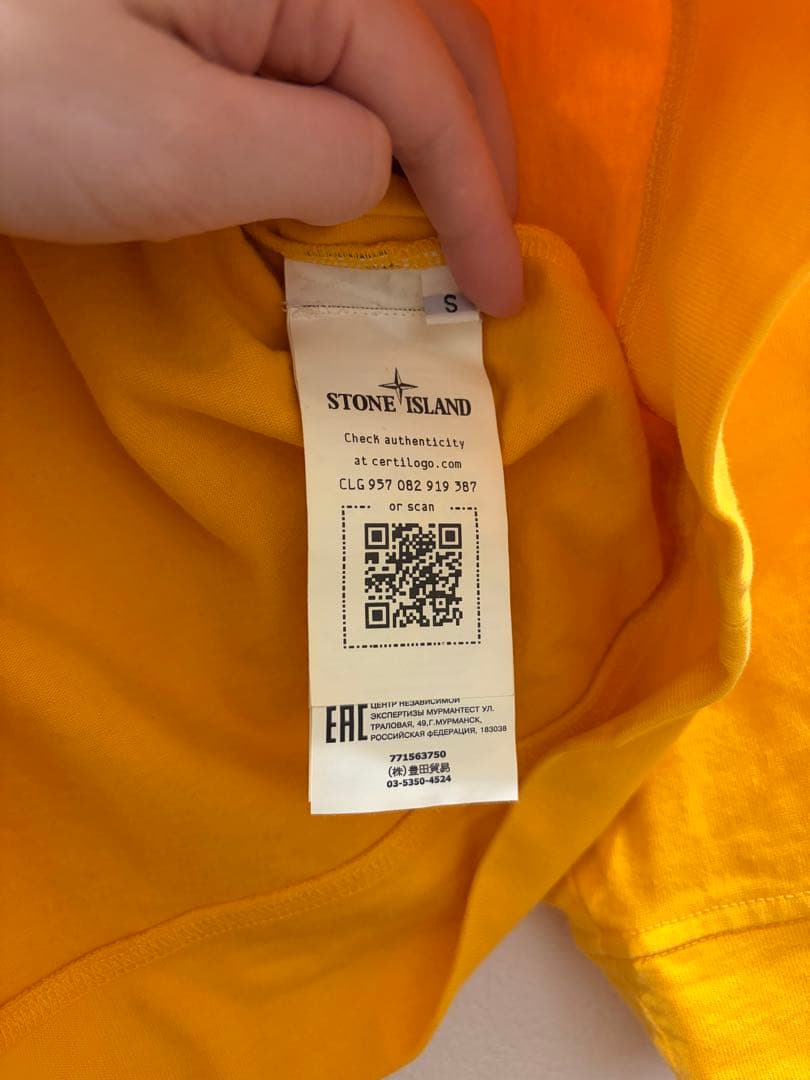 S
STONE ISLAND
Check authenticity
at certilogo.com
CLG 957 082 919 387
or scan
EAC
ЦЕНТР НЕЗАВИСИМОЙ
ЭКСПЕРТИЗЫ МУРМАНТЕСТ УЛ.
ТРАЛОВАЯ, 49,Г.МУРМАНСК,
РОССИЙСКАЯ ФЕДЕРАЦИЯ, 183038
771563750
(株)豊田貿易
03-5350-4524